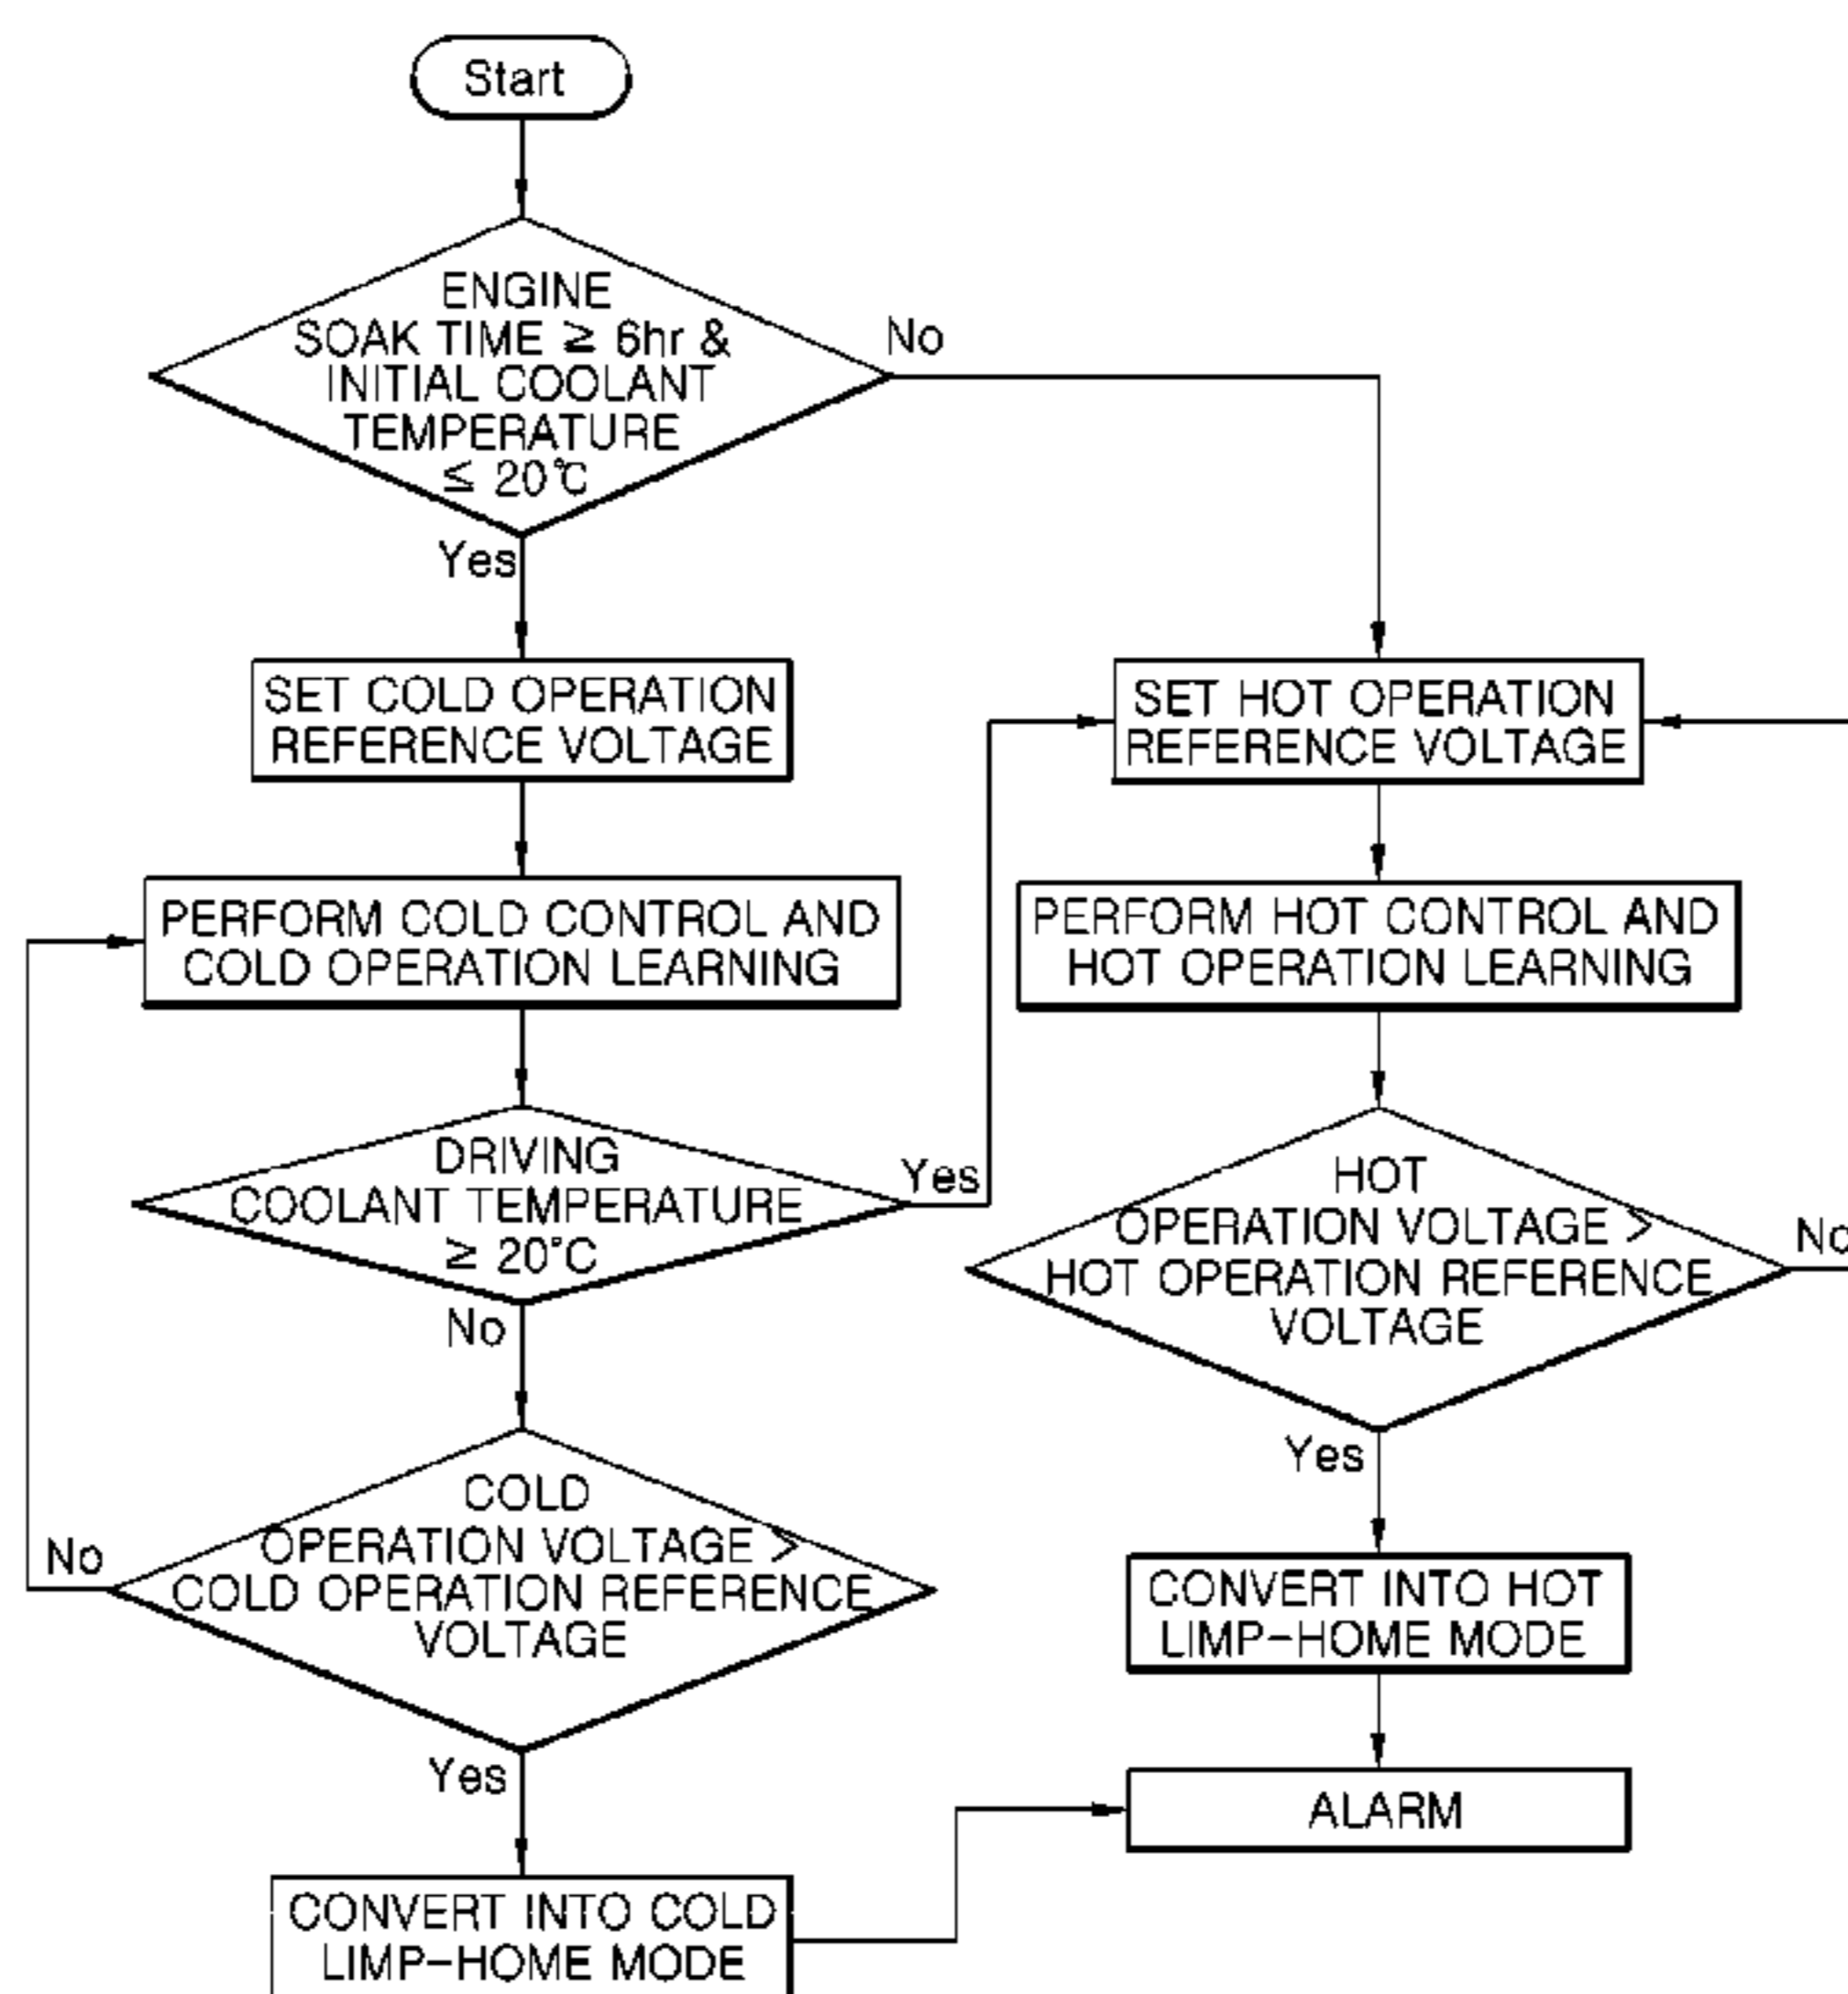 Start
ENGINE
SOAK TIME ≥ 6hr &
INITIAL COOLANT
TEMPERATURE
≤ 20℃
No
Yes
SET COLD OPERATION
REFERENCE VOLTAGE
SET HOT OPERATION
REFERENCE VOLTAGE
PERFORM COLD CONTROL AND
COLD OPERATION LEARNING
PERFORM HOT CONTROL AND
HOT OPERATION LEARNING
DRIVING
COOLANT TEMPERATURE
≥ 20°C
Yes
No
HOT
OPERATION VOLTAGE >
HOT OPERATION REFERENCE
VOLTAGE
No
Yes
COLD
OPERATION VOLTAGE >
COLD OPERATION REFERENCE
VOLTAGE
No
Yes
CONVERT INTO HOT
LIMP-HOME MODE
ALARM
CONVERT INTO COLD
LIMP-HOME MODE